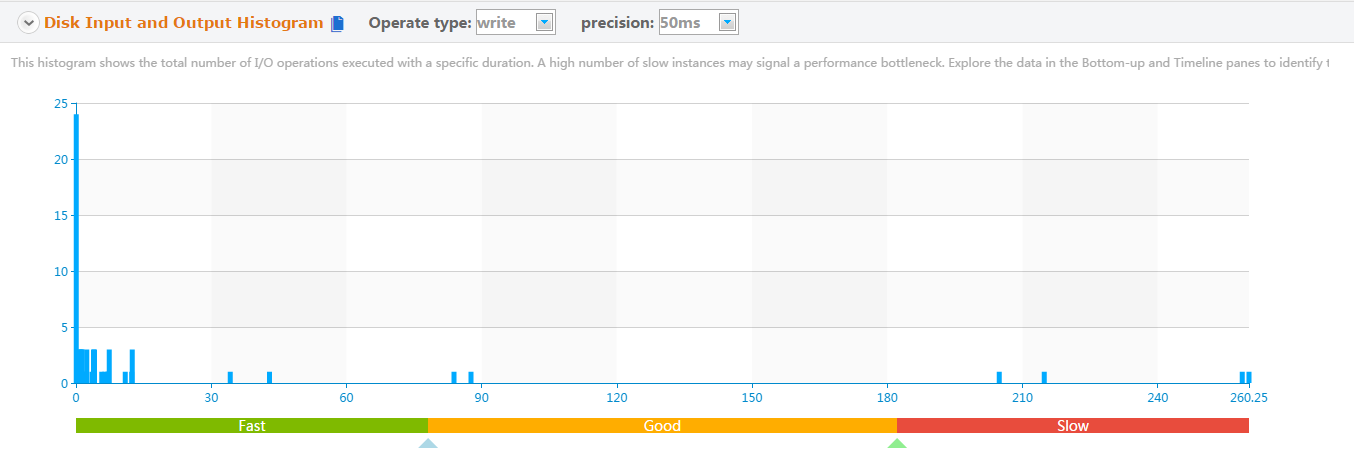 Disk Input and Output Histogram Operate type: write precision: 50ms
This histogram shows the total number of I/O operations executed with a specific duration. A high number of slow instances may signal a performance bottleneck. Explore the data in the Bottom-up and Timeline panes to identify
25
20
15
10
5
0
0 30 60 90 120 150 180 210 240 260.25
Fast Good Slow